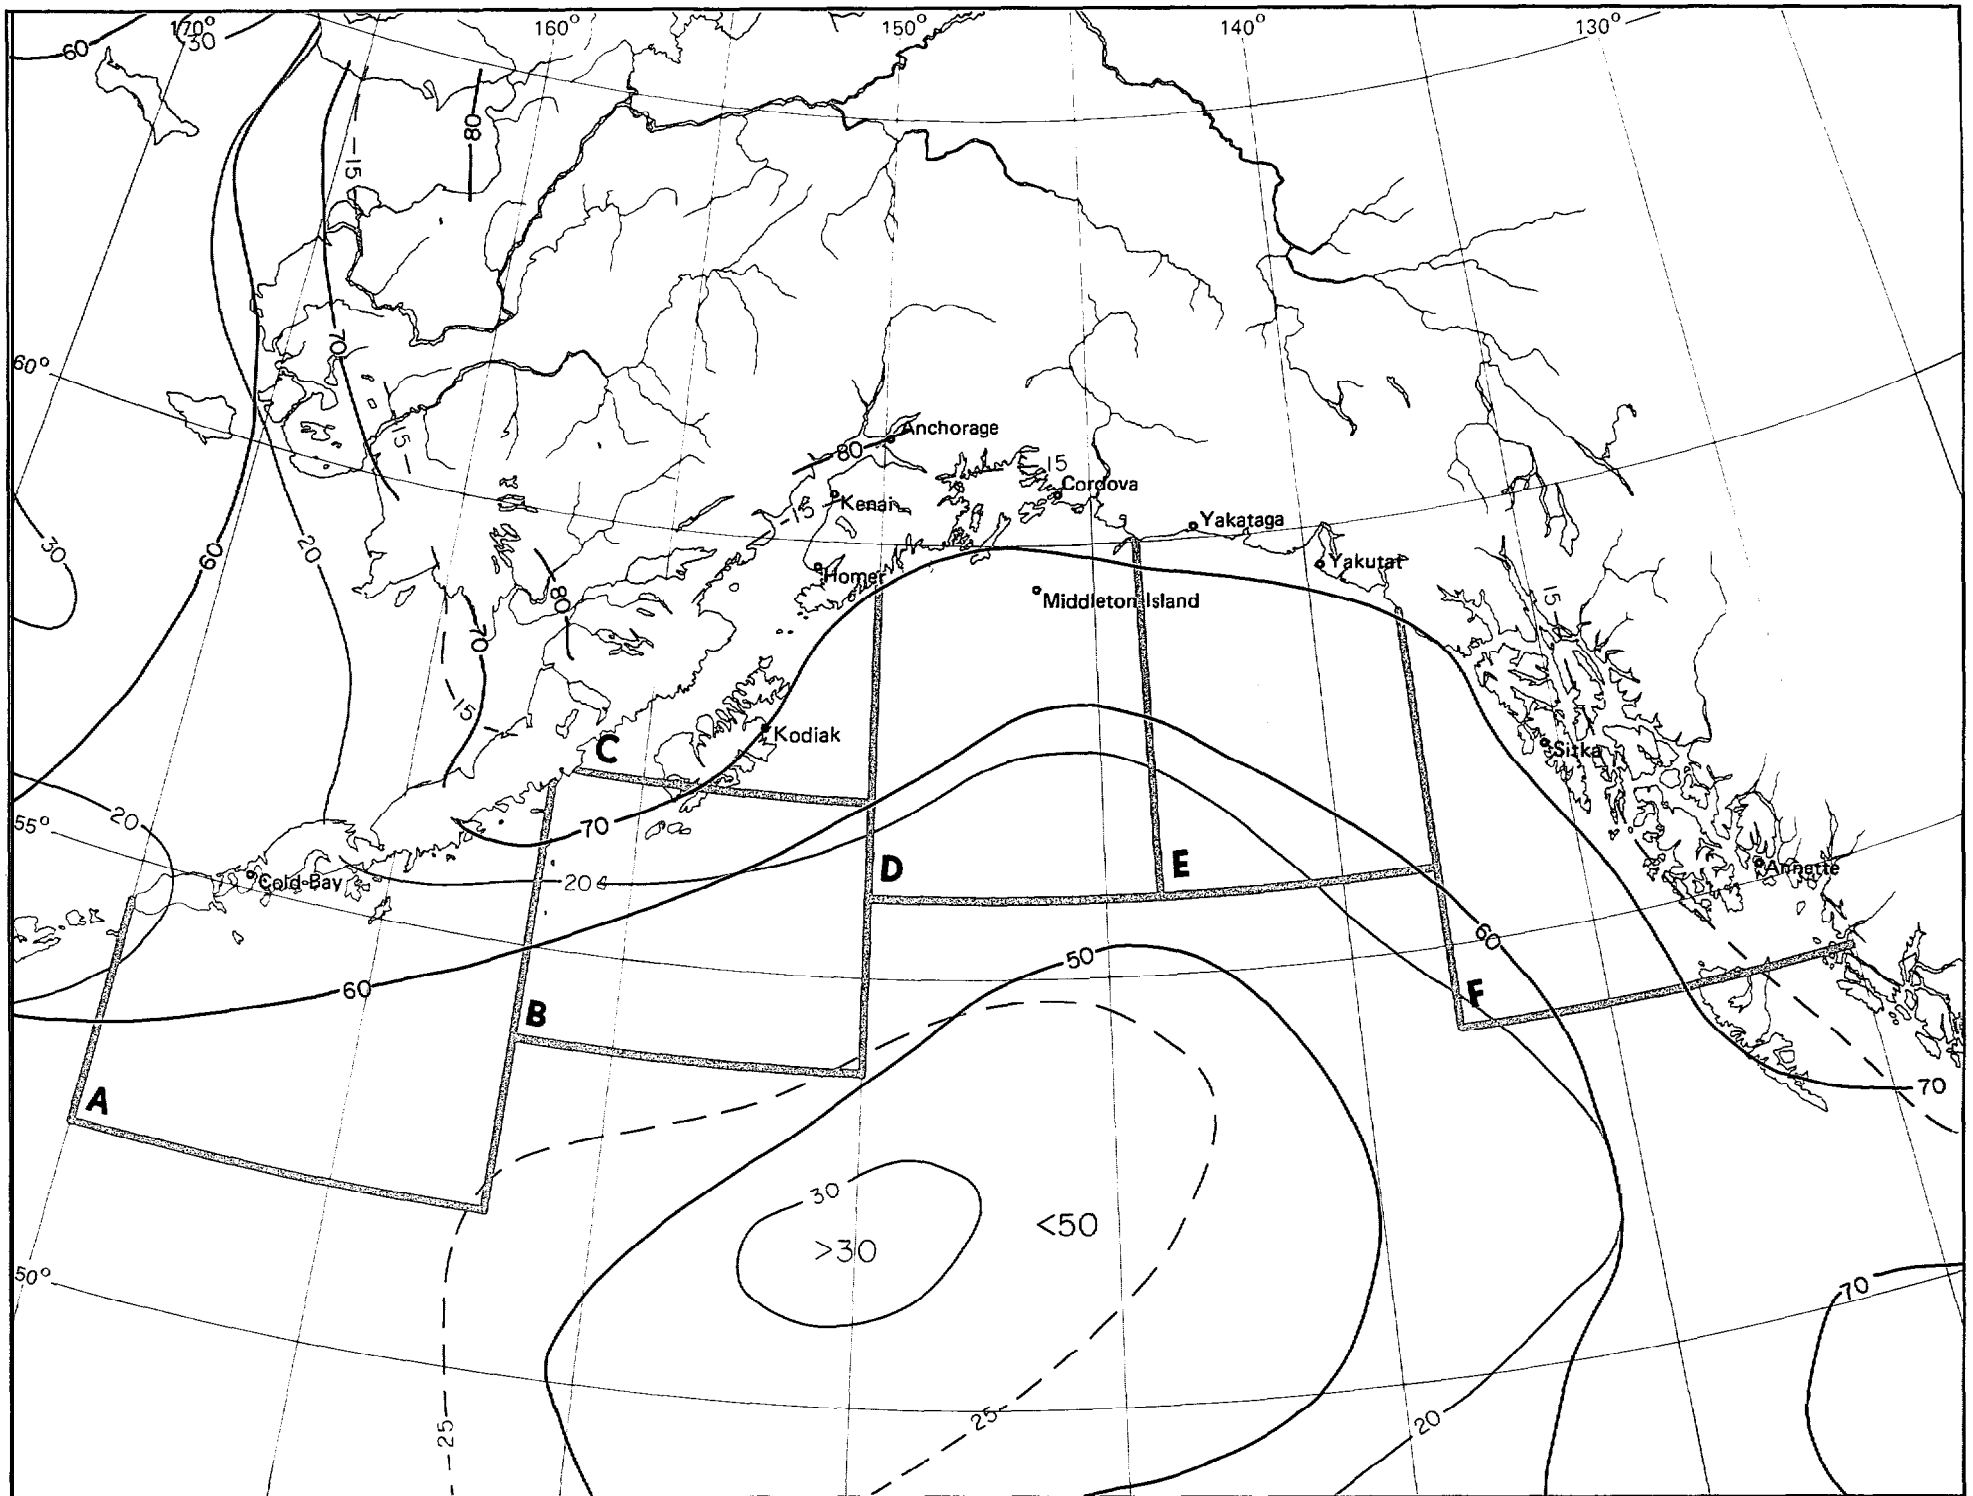 170°
160°
150°
140°
130°
60
30
80
-15-
70
60°
Anchorage
80
15
Cordova
Kenai
-15-
15-
Yakataga
30
60
20
Yakutat
Homer
80
15
Middleton Island
70
-15
Kodiak
C
Sitka
20
55°
70
Cold Bay
20
D
E
Annette
60
50
60
F
B
A
70
30
<50
>30
50°
70
-25-
25-
20